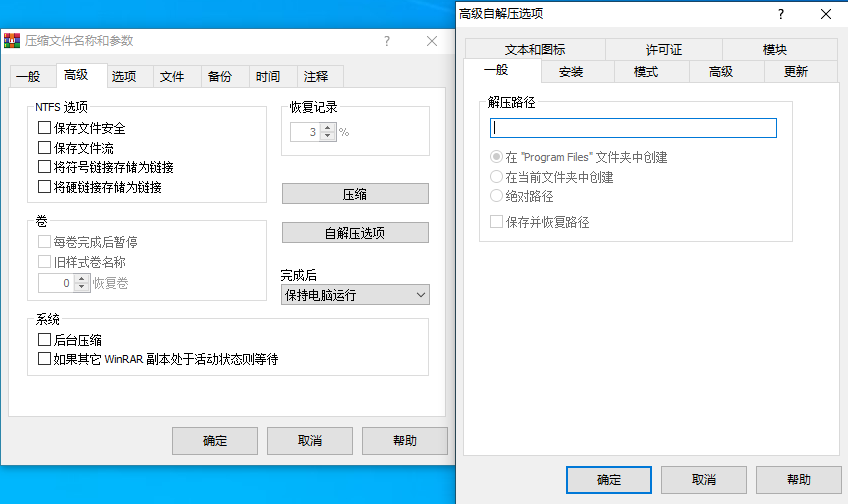 压缩文件名称和参数
一般
高级
选项
文件
备份
时间
注释
NTFS 选项
保存文件安全
保存文件流
将符号链接存储为链接
将硬链接存储为链接
恢复记录
3 %
压缩
自解压选项
卷
每卷完成后暂停
旧样式卷名称
0 恢复卷
完成后
保持电脑运行
系统
后台压缩
如果其它 WinRAR 副本处于活动状态则等待
确定
取消
帮助
高级自解压选项
文本和图标
许可证
模块
一般
安装
模式
高级
更新
解压路径
在 "Program Files" 文件夹中创建
在当前文件夹中创建
绝对路径
保存并恢复路径
确定
取消
帮助